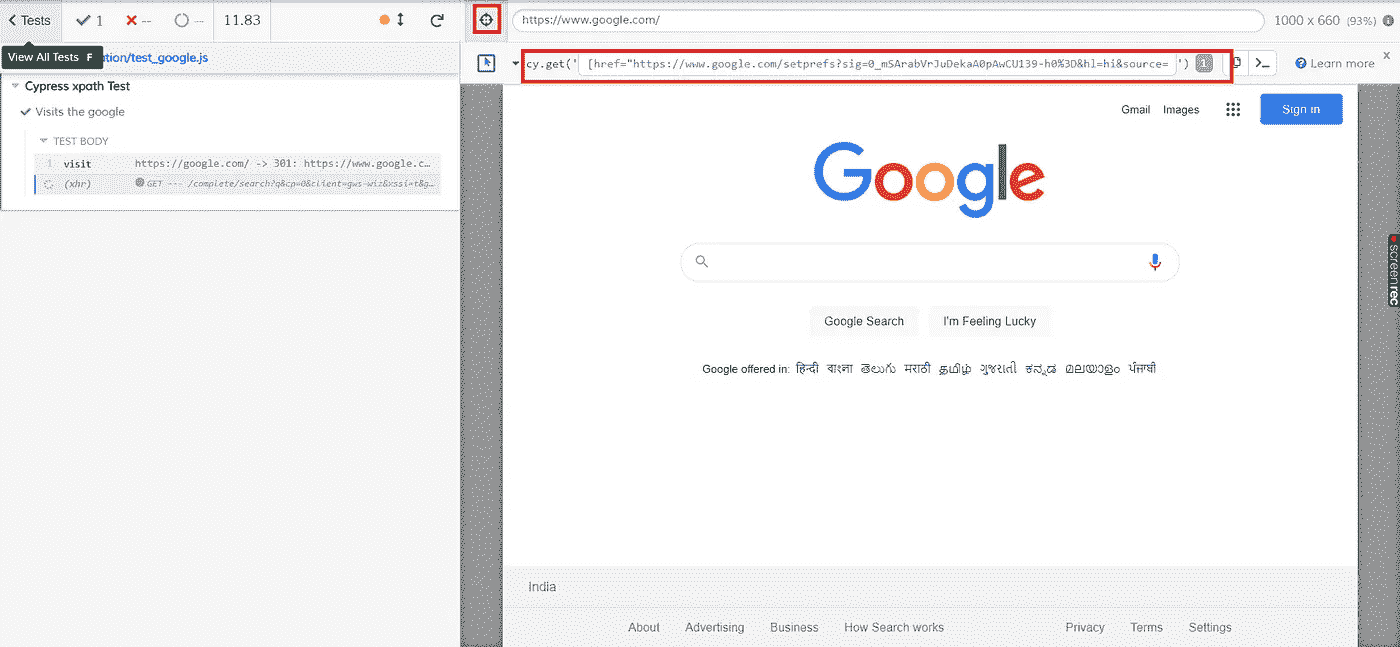 Tests 1 -- -- 11.83
https://www.google.com/
1000 x 660 (93%)
View All Tests F
ation/test_google.js
cy.get(' [href="https://www.google.com/setprefs?sig=0_mSArabVrJuDekaA0pAwCU139-h0%3D&hl=hi&source= ') 1
Learn more x
Cypress xpath Test
Visits the google
TEST BODY
1 visit https://google.com/ -> 301: https://www.google.c...
(xhr) GET --- /complete/search?q&cp=0&client=gws-wiz&xssi=t&g...
Gmail Images
Sign in
Google
Google Search I'm Feeling Lucky
Google offered in: हिन्दी বাংলা తెలుగు मराठी தமிழ் ગુજરાતી ಕನ್ನಡ മലയാളം ਪੰਜਾਬੀ
screenrec
India
About Advertising Business How Search works Privacy Terms Settings